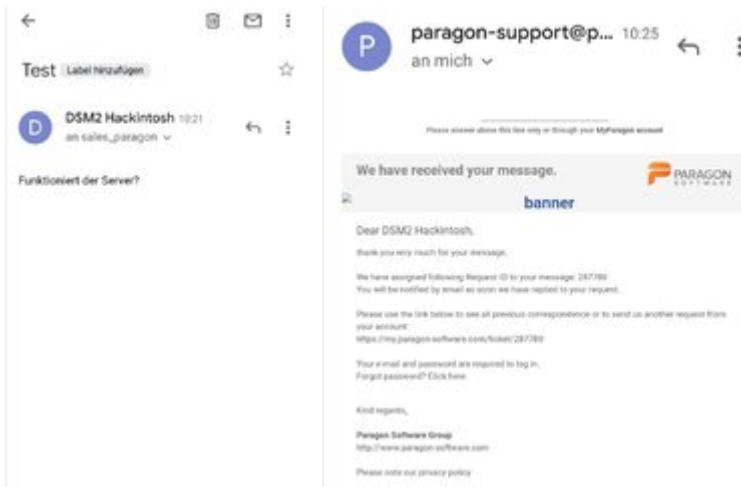 Test Label hinzufügen
DSM2 Hackintosh 10:21
an sales_paragon
Funktioniert der Server?
P
paragon-support@p... 10:25
an mich
D
Please answer above this line only or through your MyParagon account
We have received your message.
PARAGON
SOFTWARE
banner
Dear DSM2 Hackintosh,
thank you very much for your message.
We have assigned following Request ID to your message: 287780
You will be notified by email as soon we have replied to your request.
Please use the link below to see all previous correspondence or to send us another request from
your account:
https://my.paragon-software.com/ticket/287780
Your e-mail and password are required to log in.
Forgot password? Click here
Kind regards,
Paragon Software Group
http://www.paragon-software.com
Please note our privacy policy